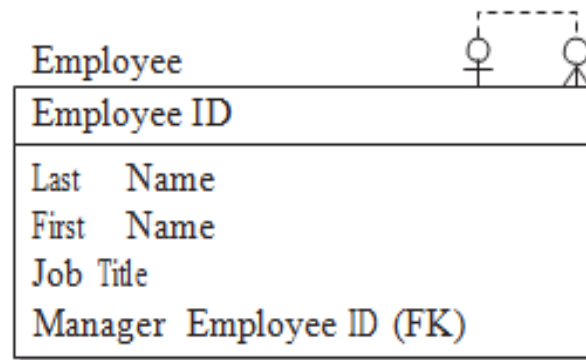 Employee
Employee ID
Last Name
First Name
Job Title
Manager Employee ID (FK)